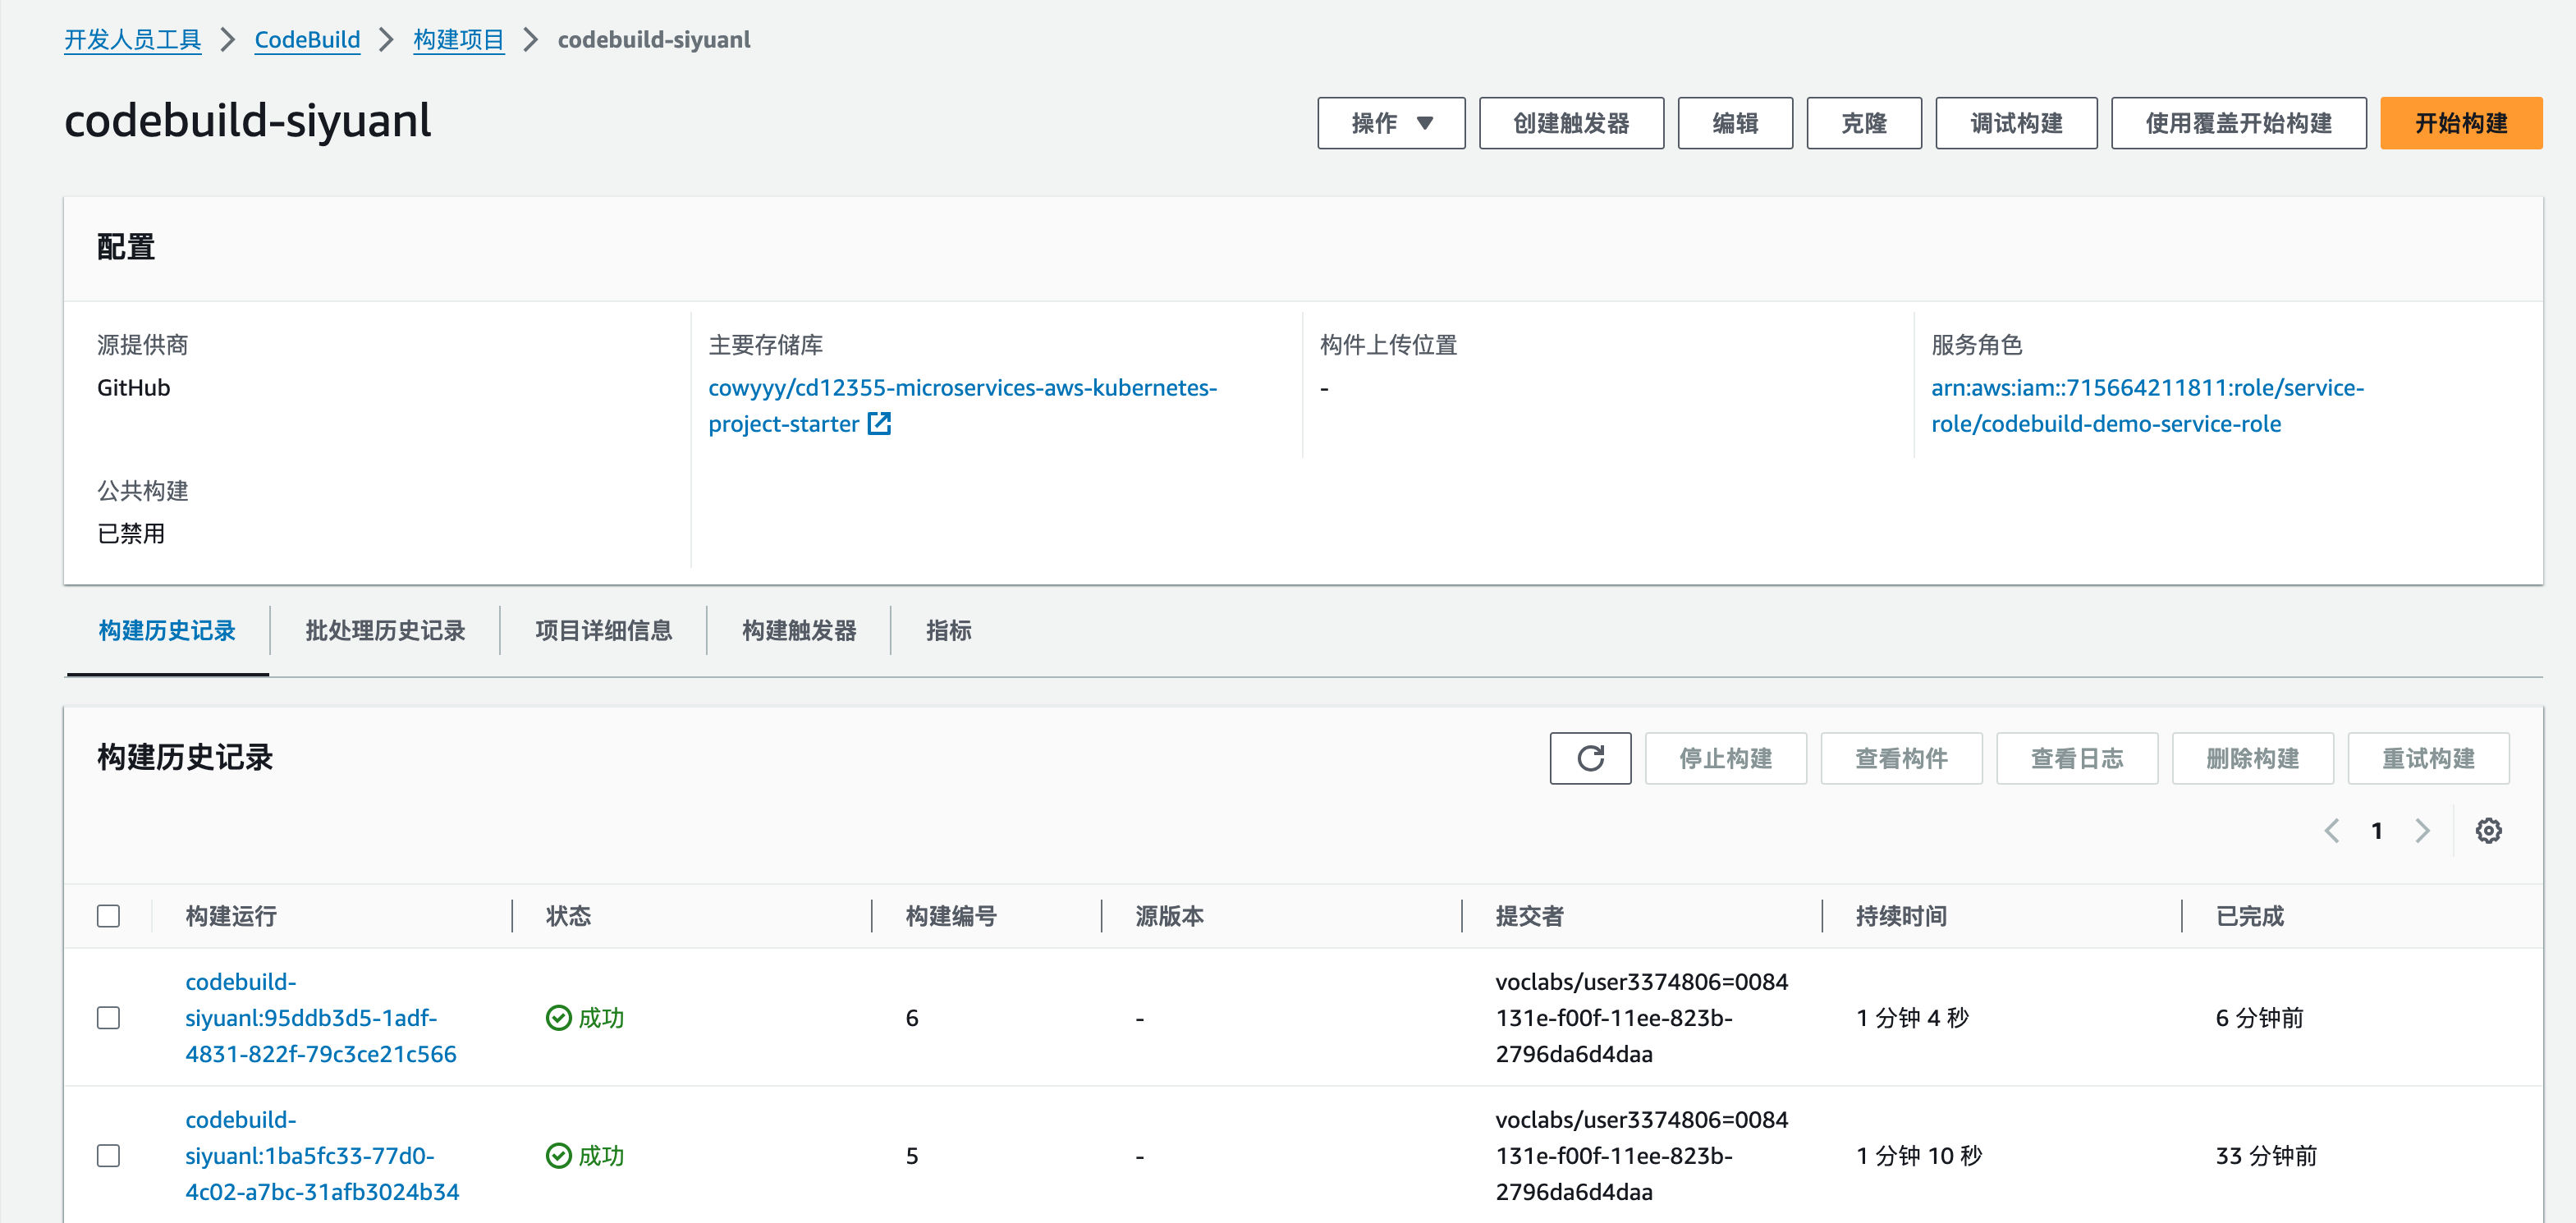 开发人员工具 > CodeBuild > 构建项目 > codebuild-siyuanl
codebuild-siyuanl
操作 ▼ 创建触发器 编辑 克隆 调试构建 使用覆盖开始构建 开始构建
配置
源提供商
GitHub
主要存储库
cowyyy/cd12355-microservices-aws-kubernetes-
project-starter
构件上传位置
-
服务角色
arn:aws:iam::715664211811:role/service-
role/codebuild-demo-service-role
公共构建
已禁用
构建历史记录 批处理历史记录 项目详细信息 构建触发器 指标
构建历史记录
停止构建 查看构件 查看日志 删除构建 重试构建
1
构建运行 状态 构建编号 源版本 提交者 持续时间 已完成
codebuild-
siyuanl:95ddb3d5-1adf-
4831-822f-79c3ce21c566
成功
6
-
voclabs/user3374806=0084
131e-f00f-11ee-823b-
2796da6d4daa
1 分钟 4 秒
6 分钟前
codebuild-
siyuanl:1ba5fc33-77d0-
4c02-a7bc-31afb3024b34
成功
5
-
voclabs/user3374806=0084
131e-f00f-11ee-823b-
2796da6d4daa
1 分钟 10 秒
33 分钟前